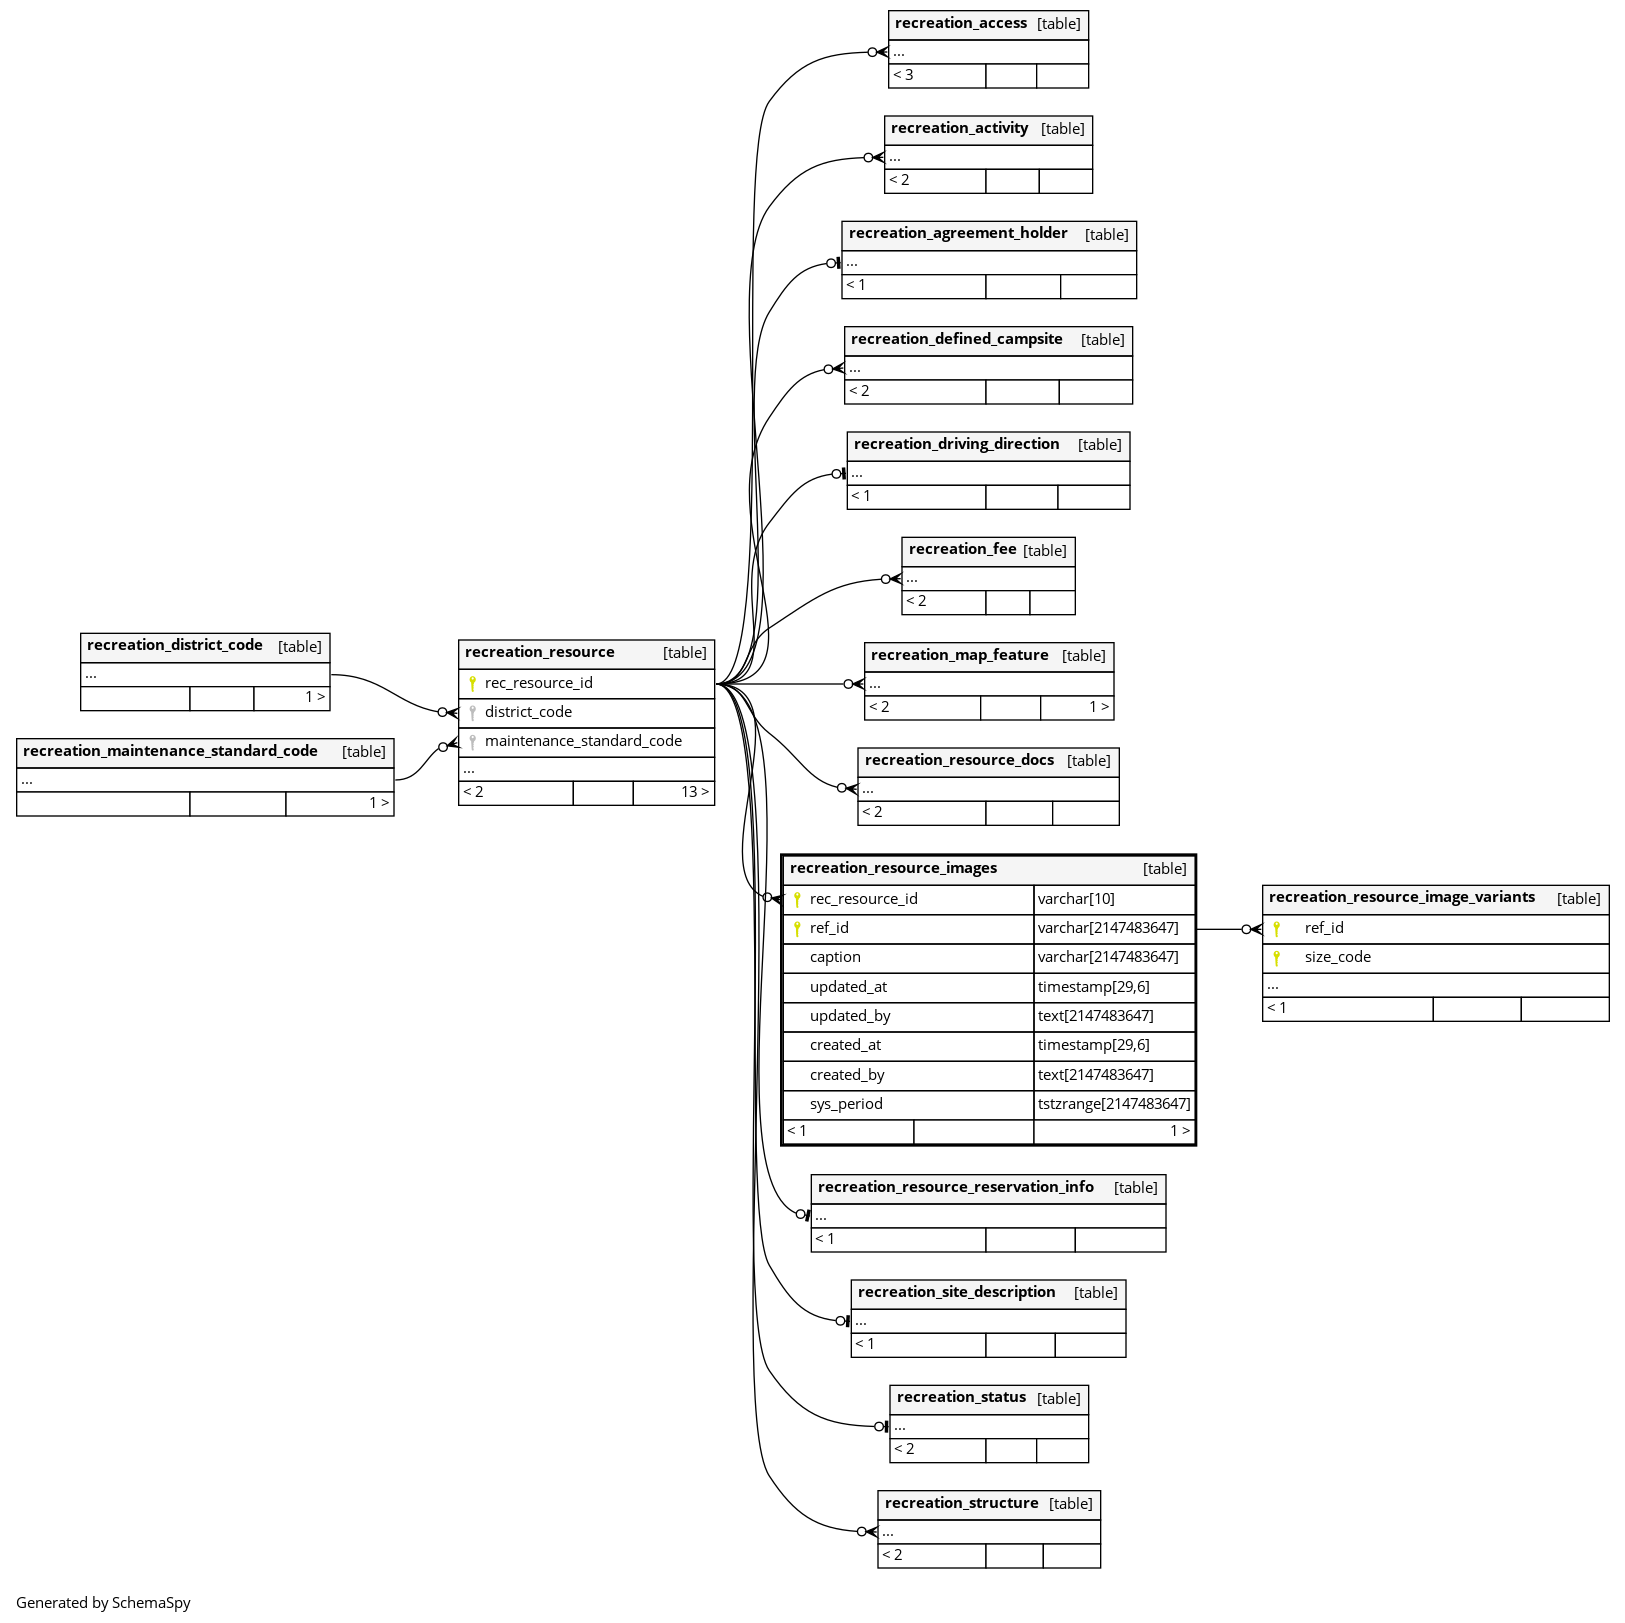 recreation_access [table]
...
< 3
recreation_activity [table]
...
< 2
recreation_agreement_holder [table]
...
< 1
recreation_defined_campsite [table]
...
< 2
recreation_driving_direction [table]
...
< 1
recreation_fee [table]
...
< 2
recreation_district_code [table]
...
1 >
recreation_maintenance_standard_code [table]
...
1 >
recreation_resource [table]
rec_resource_id
district_code
maintenance_standard_code
...
< 2 13 >
recreation_map_feature [table]
...
< 2 1 >
recreation_resource_docs [table]
...
< 2
recreation_resource_images [table]
rec_resource_id varchar[10]
ref_id varchar[2147483647]
caption varchar[2147483647]
updated_at timestamp[29,6]
updated_by text[2147483647]
created_at timestamp[29,6]
created_by text[2147483647]
sys_period tstzrange[2147483647]
< 1 1 >
recreation_resource_image_variants [table]
ref_id
size_code
...
< 1
recreation_resource_reservation_info [table]
...
< 1
recreation_site_description [table]
...
< 1
recreation_status [table]
...
< 2
recreation_structure [table]
...
< 2
Generated by SchemaSpy